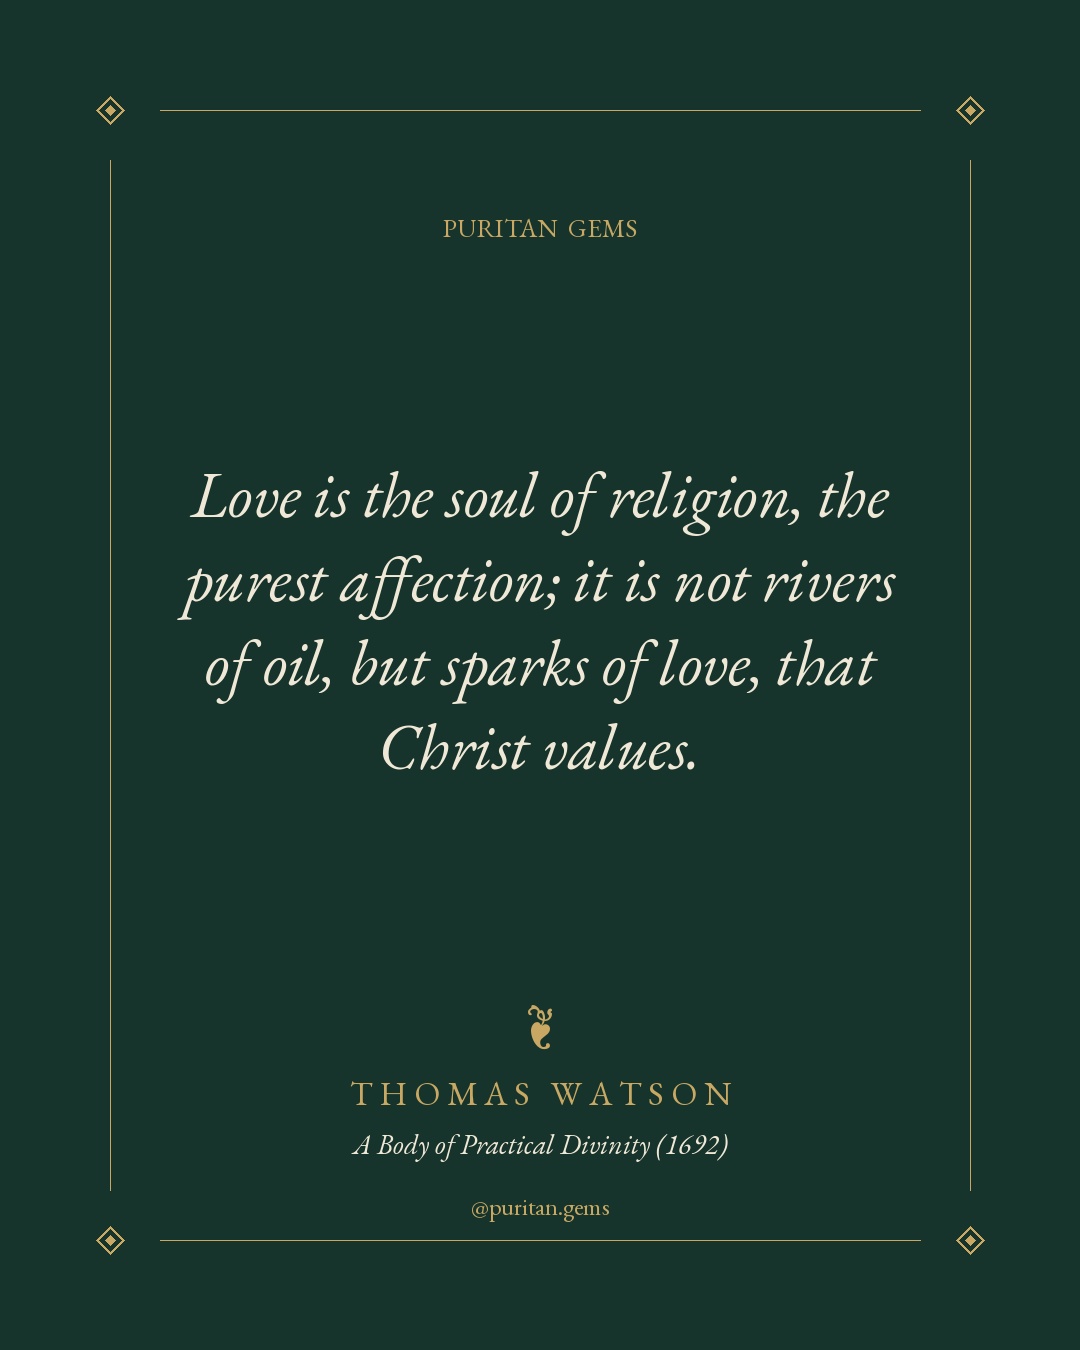 PURITAN GEMS
Love is the soul of religion, the
purest affection; it is not rivers
of oil, but sparks of love, that
Christ values.
THOMAS WATSON
A Body of Practical Divinity (1692)
@puritan.gems